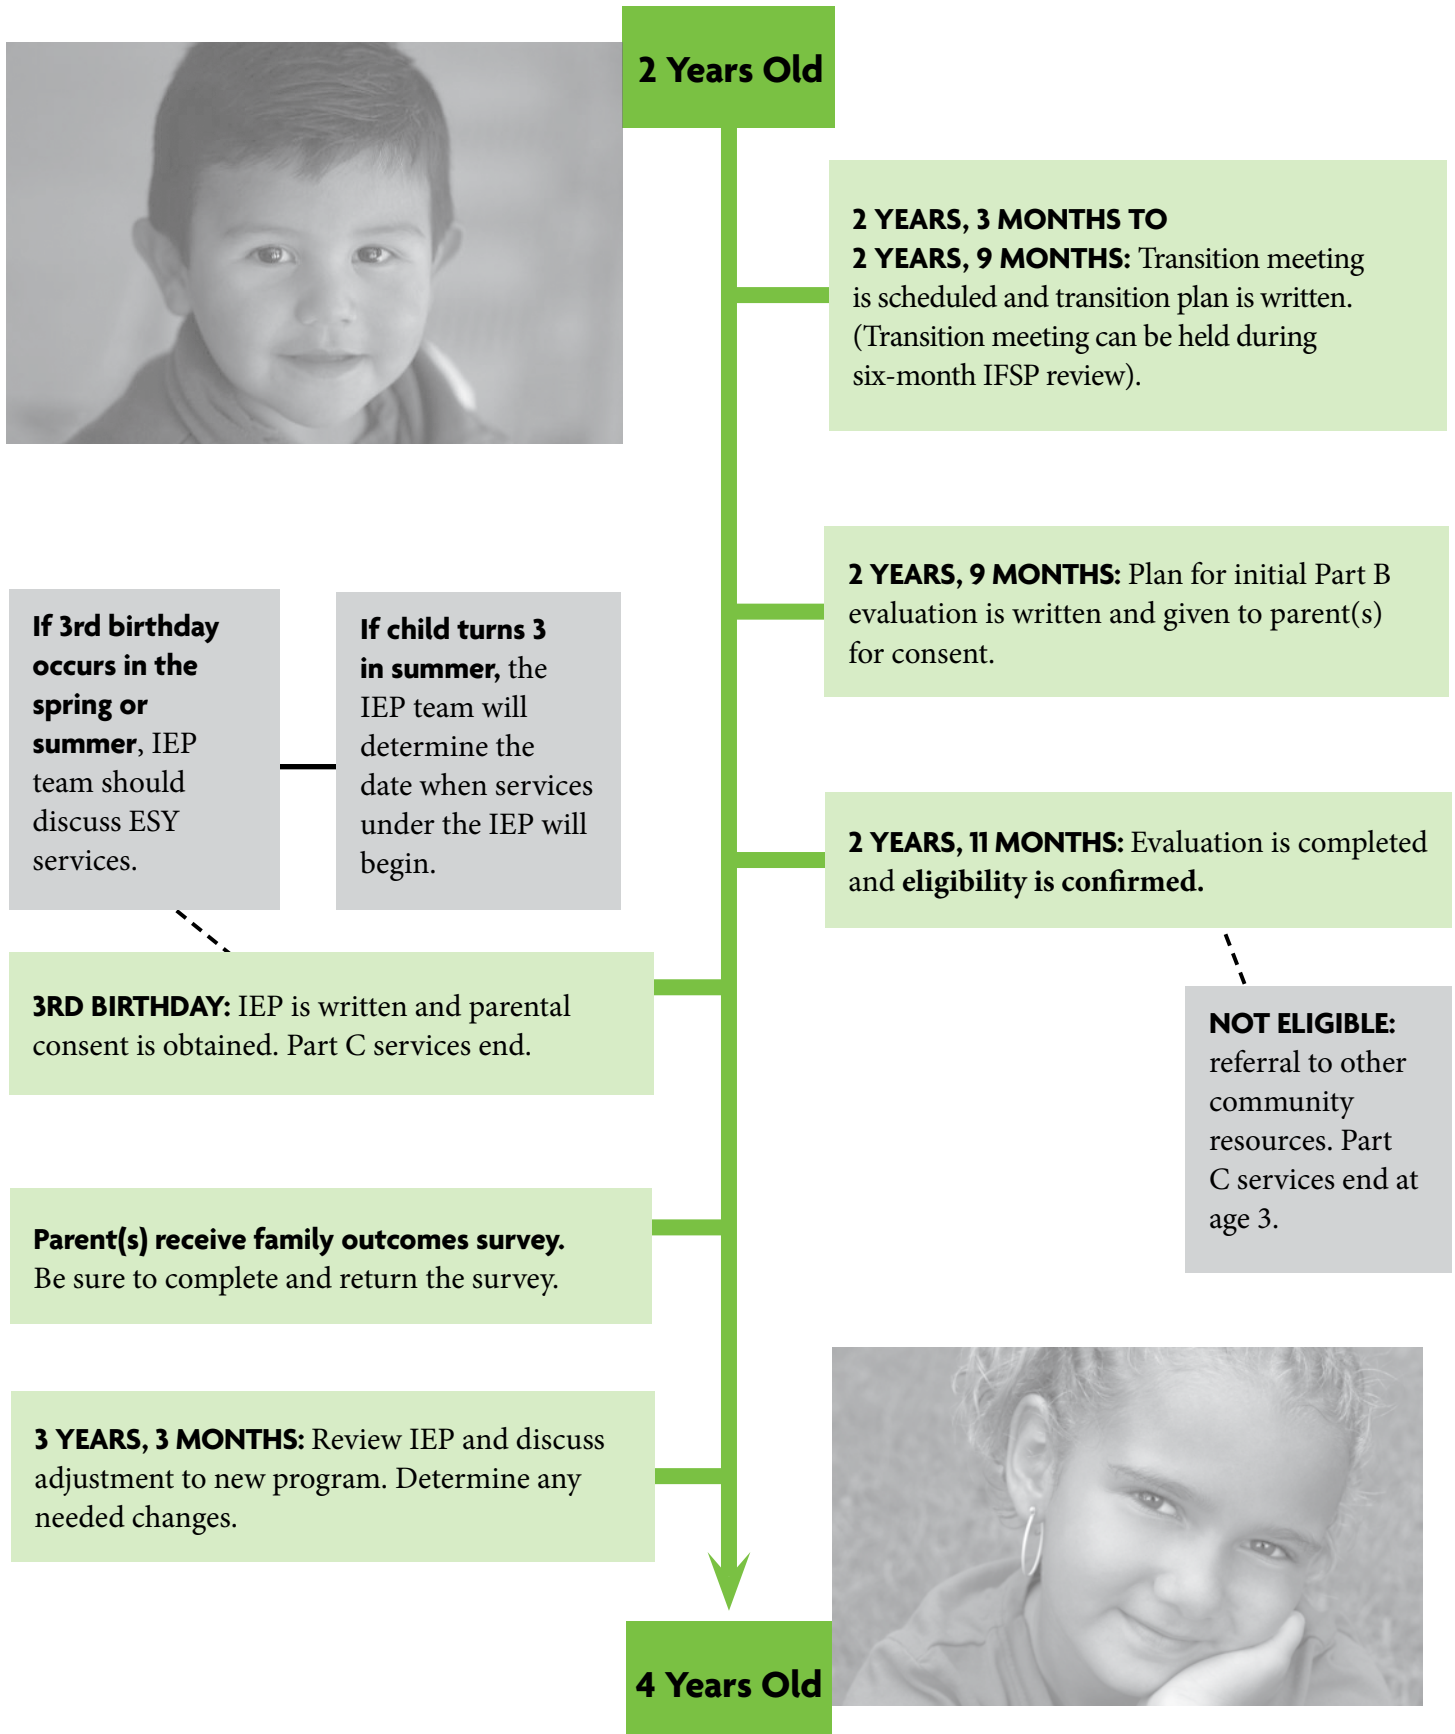 2 Years Old
2 YEARS, 3 MONTHS TO
2 YEARS, 9 MONTHS: Transition meeting
is scheduled and transition plan is written.
(Transition meeting can be held during
six-month IFSP review).
2 YEARS, 9 MONTHS: Plan for initial Part B
evaluation is written and given to parent(s)
for consent.
2 YEARS, 11 MONTHS: Evaluation is completed
and eligibility is confirmed.
NOT ELIGIBLE:
referral to other
community
resources. Part
C services end at
age 3.
If 3rd birthday
occurs in the
spring or
summer, IEP
team should
discuss ESY
services.
If child turns 3
in summer, the
IEP team will
determine the
date when services
under the IEP will
begin.
3RD BIRTHDAY: IEP is written and parental
consent is obtained. Part C services end.
Parent(s) receive family outcomes survey.
Be sure to complete and return the survey.
3 YEARS, 3 MONTHS: Review IEP and discuss
adjustment to new program. Determine any
needed changes.
4 Years Old